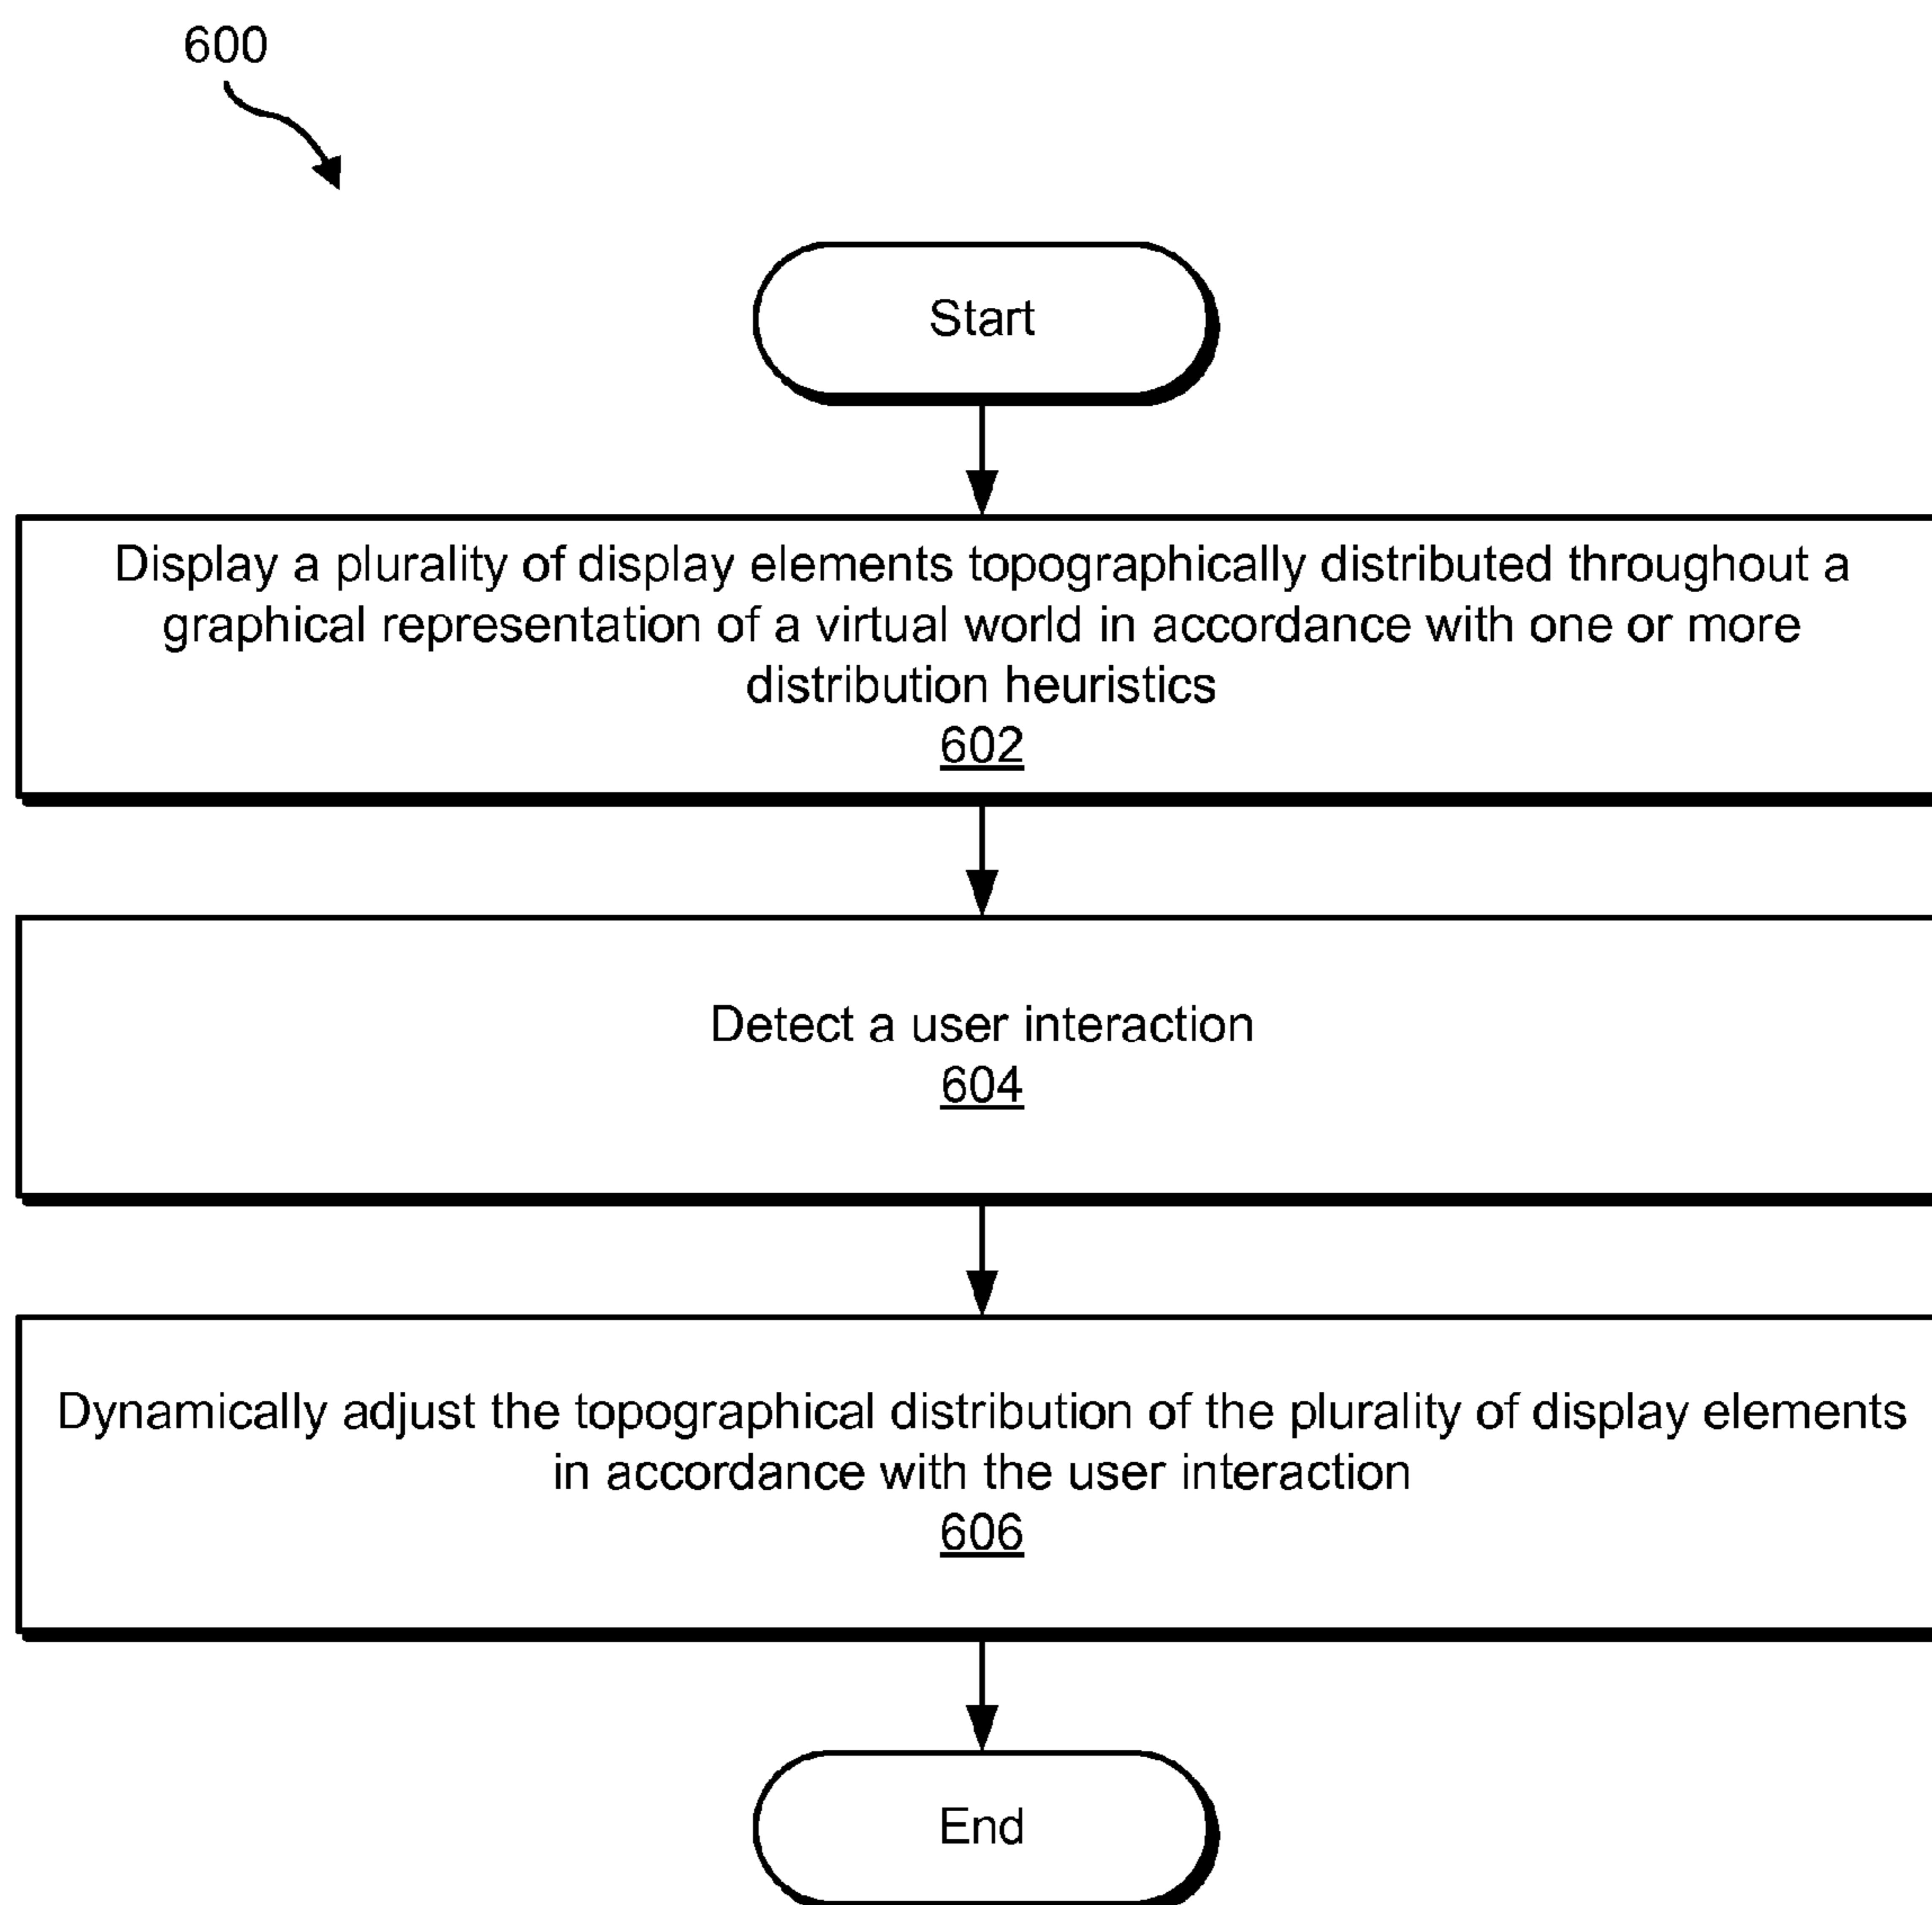 600
Start
Display a plurality of display elements topographically distributed throughout a
graphical representation of a virtual world in accordance with one or more
distribution heuristics
602
Detect a user interaction
604
Dynamically adjust the topographical distribution of the plurality of display elements
in accordance with the user interaction
606
End